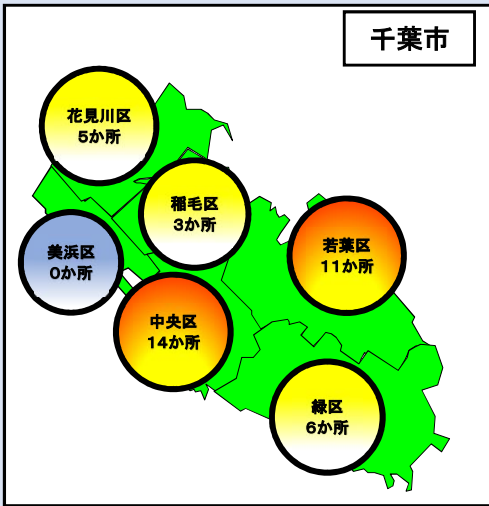 千葉市
花見川区
5か所
稲毛区
3か所
美浜区
0か所
若葉区
11か所
中央区
14か所
緑区
6か所